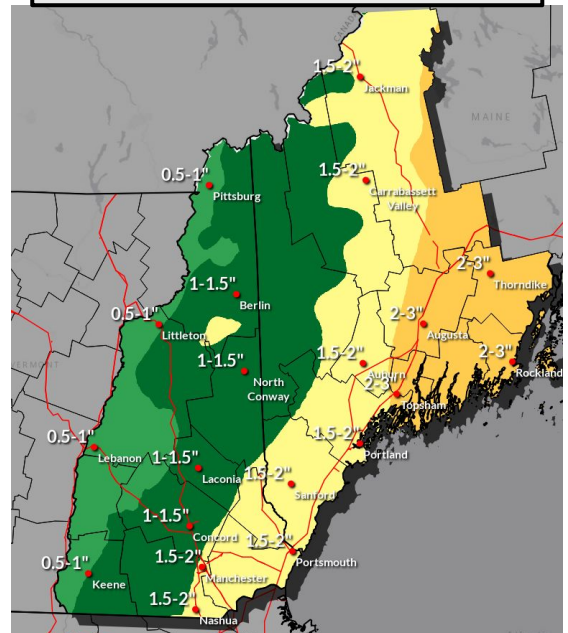 CANADA
1.5-2"
Jackman
MAINE
0.5-1"
Pittsburg
1.5-2"
Carrabassett
Valley
1-1.5"
Berlin
2-3"
Thorndike
0.5-1"
Littleton
2-3"
Augusta
1-1.5"
North
Conway
1.5-2"
Auburn
2-3"
Rockland
2-3"
Topsham
VERMONT
0.5-1"
Lebanon
1-1.5"
Laconia
1.5-2"
Sanford
1.5-2"
Portland
1-1.5"
Concord
1.5-2"
Portsmouth
0.5-1"
Keene
1.5-2"
Manchester
1.5-2"
Nashua